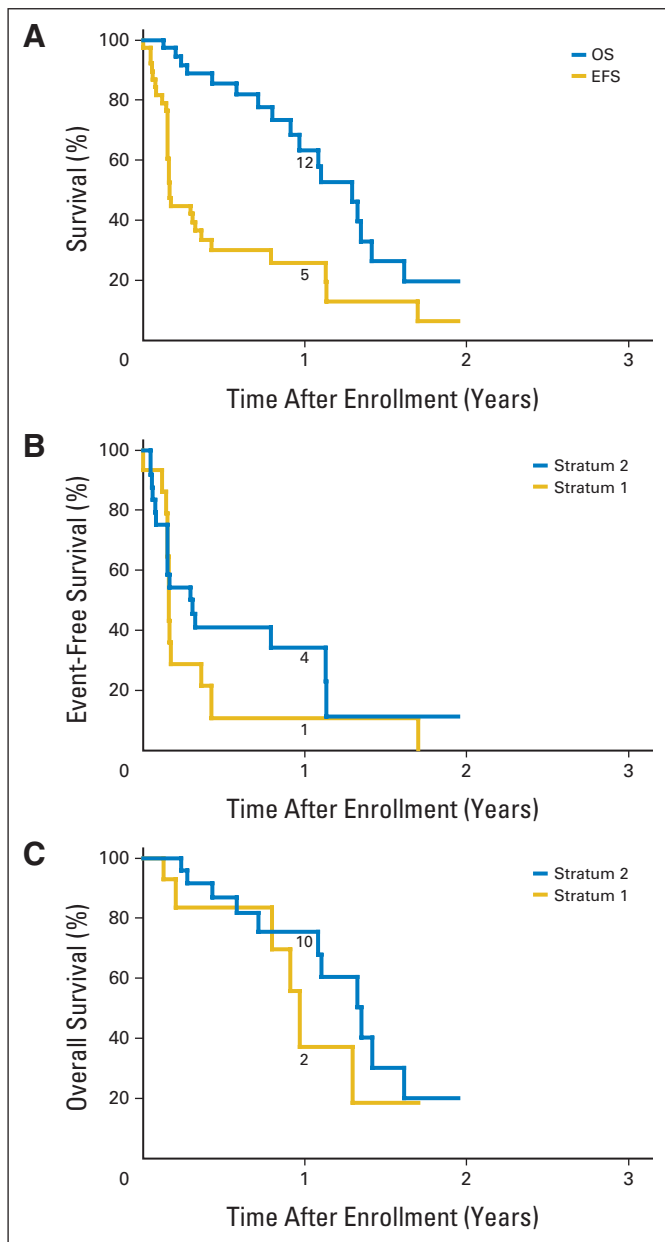 A
100
80
60
40
20
0
1
2
3
Survival (%)
Time After Enrollment (Years)
OS
EFS
12
5
B
100
80
60
40
20
0
1
2
3
Event-Free Survival (%)
Time After Enrollment (Years)
Stratum 2
Stratum 1
4
1
C
100
80
60
40
20
0
1
2
3
Overall Survival (%)
Time After Enrollment (Years)
Stratum 2
Stratum 1
10
2